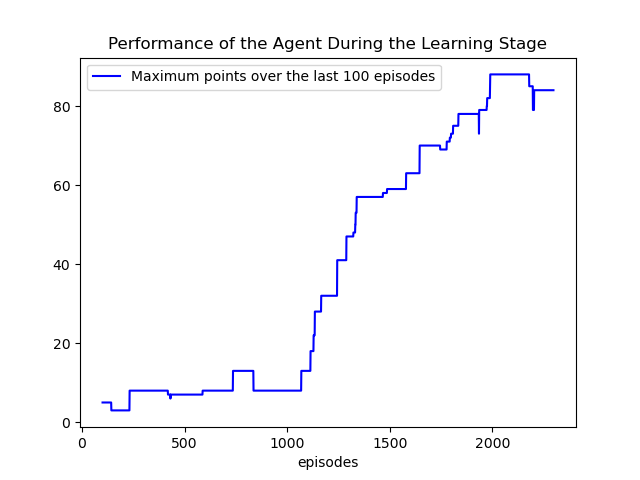 Performance of the Agent During the Learning Stage
Maximum points over the last 100 episodes
80
60
40
20
0
0 500 1000 1500 2000
episodes